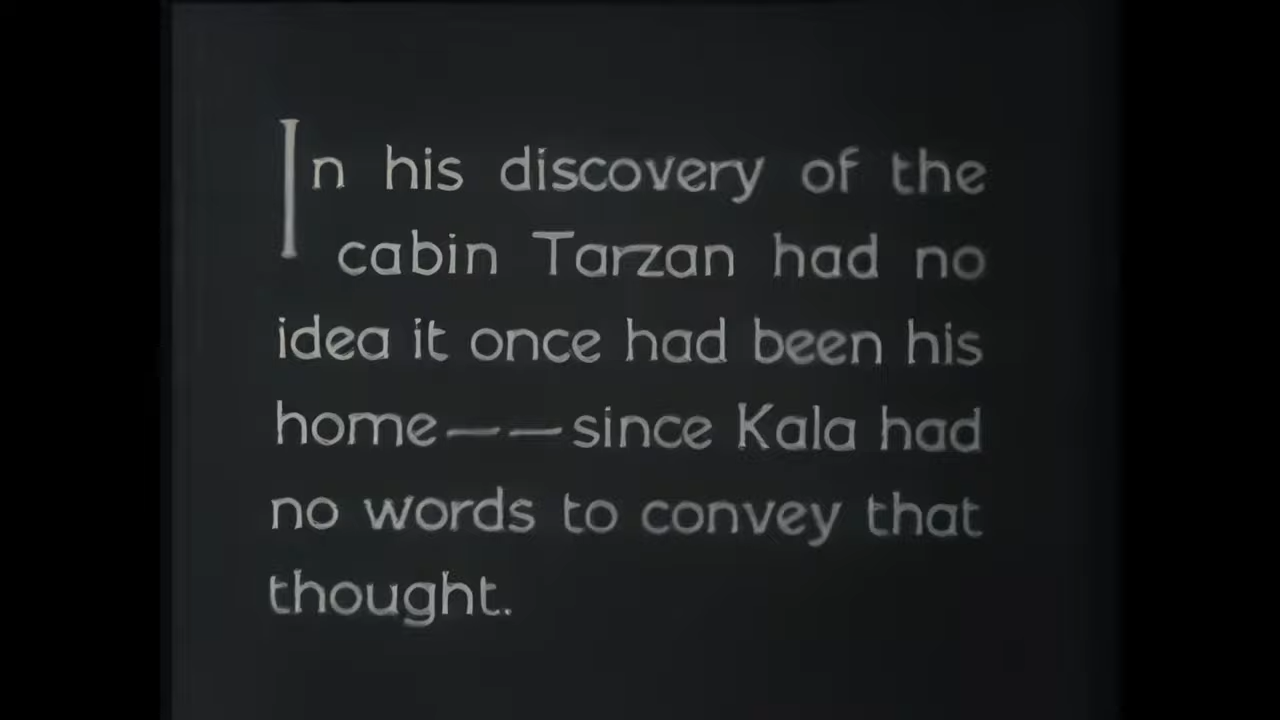 In his discovery of the
cabin Tarzan had no
idea it once had been his
home——since Kala had
no words to convey that
thought.